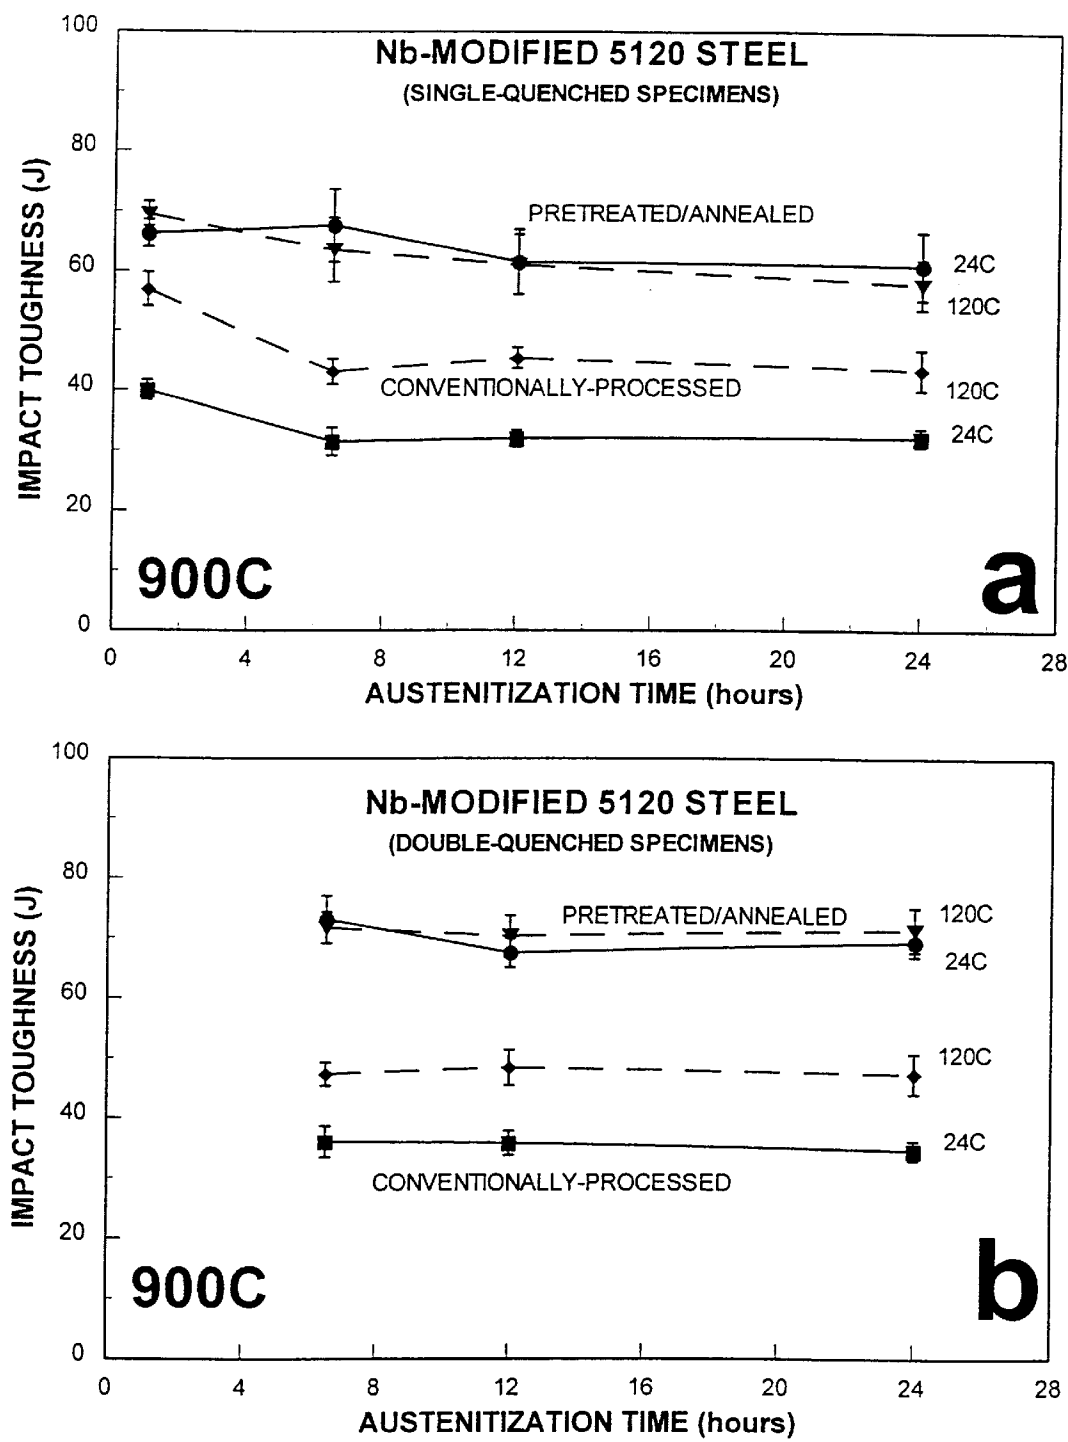 Nb-MODIFIED 5120 STEEL
(SINGLE-QUENCHED SPECIMENS)
100
80
60
40
20
0
IMPACT TOUGHNESS (J)
PRETREATED/ANNEALED
24C
120C
CONVENTIONALLY-PROCESSED
120C
24C
900C
a
0 4 8 12 16 20 24 28
AUSTENITIZATION TIME (hours)
Nb-MODIFIED 5120 STEEL
(DOUBLE-QUENCHED SPECIMENS)
100
80
60
40
20
0
IMPACT TOUGHNESS (J)
PRETREATED/ANNEALED
120C
24C
120C
24C
CONVENTIONALLY-PROCESSED
900C
b
0 4 8 12 16 20 24 28
AUSTENITIZATION TIME (hours)